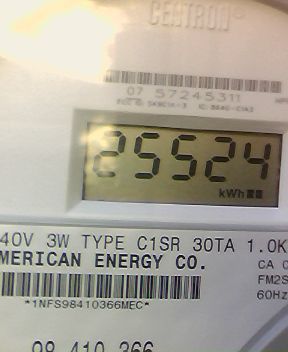 CENTRON®
07 57245311
25524
kWh
40V 3W TYPE C1SR 30TA 1.0K
MERICAN ENERGY CO.
CA 0
FM2S
60Hz
*1NFS98410366MEC*
98 410 366